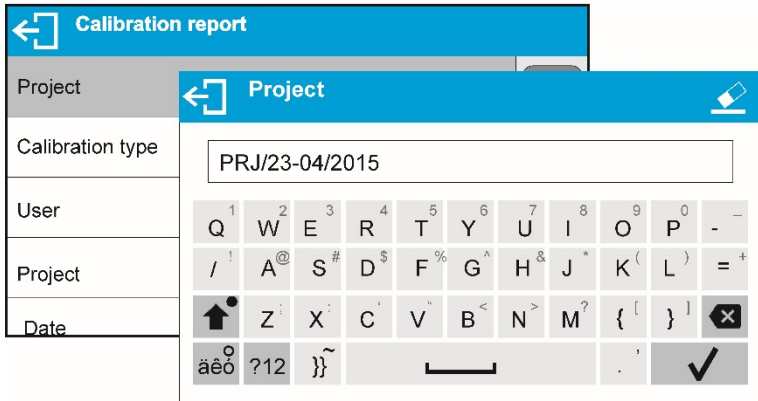 Calibration report
Project
Calibration type
User
Project
Date
Project
PRJ/23-04/2015
Q 1 W 2 E 3 R 4 T 5 Y 6 U 7 I 8 O 9 P 0 - _
/ ! A @ S # D $ F % G ^ H & J * K ( L ) = +
Z : X ; C ' V " B < N > M ? { [ } ]
äêó ?12 }} ~ . ,